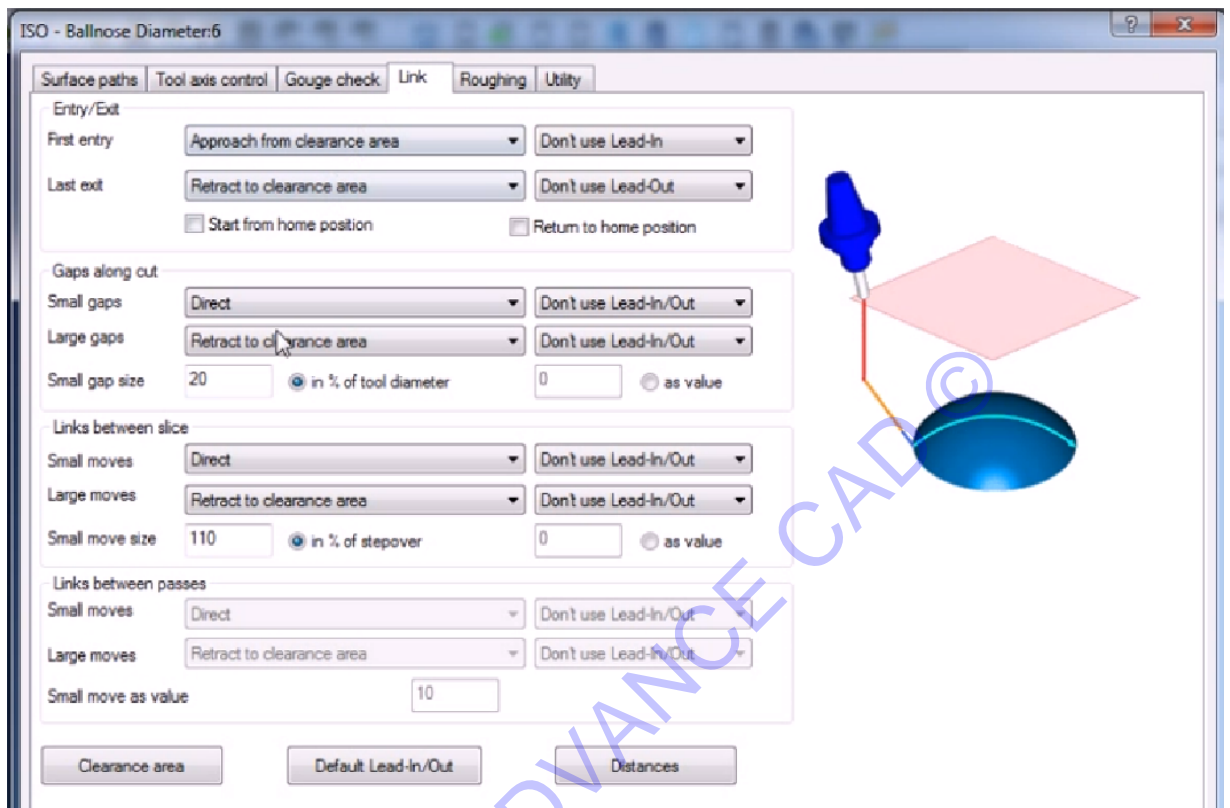 ISO - Ballnose Diameter:6
Surface paths Tool axis control Gouge check Link Roughing Utility
Entry/Exit
First entry Approach from clearance area Don't use Lead-In
Last exit Retract to clearance area Don't use Lead-Out
Start from home position Return to home position
Gaps along cut
Small gaps Direct Don't use Lead-In/Out
Large gaps Retract to clearance area Don't use Lead-In/Out
Small gap size 20 in % of tool diameter 0 as value
Links between slice
Small moves Direct Don't use Lead-In/Out
Large moves Retract to clearance area Don't use Lead-In/Out
Small move size 110 in % of stepover 0 as value
Links between passes
Small moves Direct Don't use Lead-In/Out
Large moves Retract to clearance area Don't use Lead-In/Out
Small move as value 10
Clearance area Default Lead-In/Out Distances
ADVANCE CAD ©